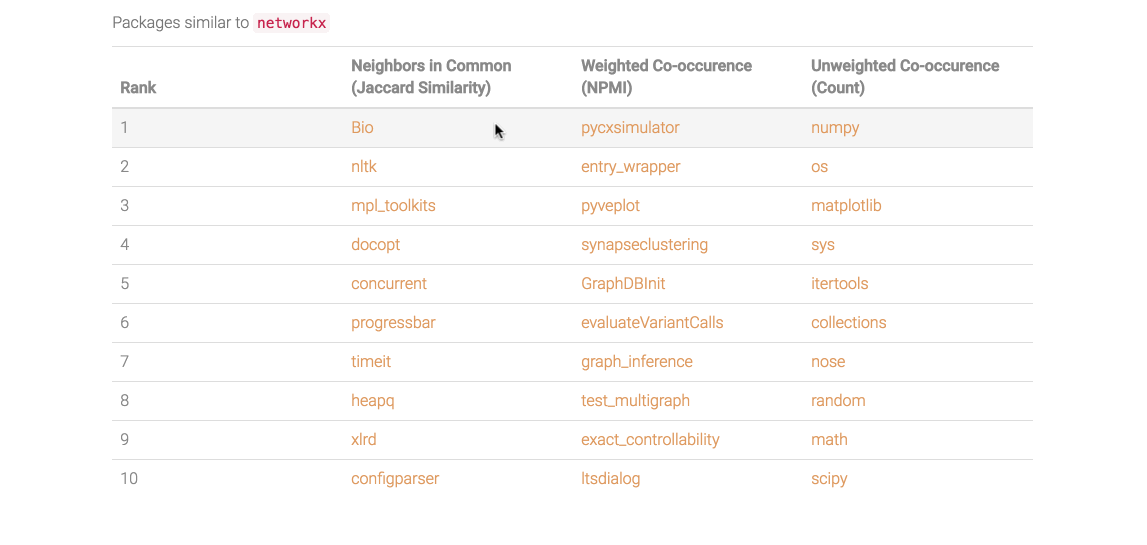 Packages similar to networkx
Rank Neighbors in Common (Jaccard Similarity) Weighted Co-occurence (NPMI) Unweighted Co-occurence (Count)
1 Bio pycxsimulator numpy
2 nltk entry_wrapper os
3 mpl_toolkits pyveplot matplotlib
4 docopt synapseclustering sys
5 concurrent GraphDBInit itertools
6 progressbar evaluateVariantCalls collections
7 timeit graph_inference nose
8 heapq test_multigraph random
9 xlrd exact_controllability math
10 configparser ltsdialog scipy